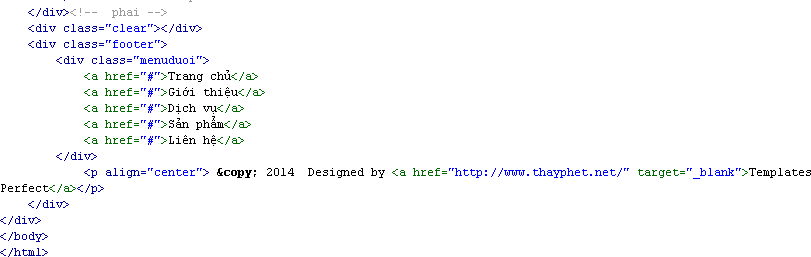 </div><!-- phai -->
<div class="clear"></div>
<div class="footer">
<div class="menuduoi">
<a href="#">Trang chủ</a>
<a href="#">Giới thiệu</a>
<a href="#">Dịch vụ</a>
<a href="#">Sản phẩm</a>
<a href="#">Liên hệ</a>
</div>
<p align="center"> &copy; 2014 Designed by <a href="http://www.thayphet.net/" target="_blank">Templates
Perfect</a></p>
</div>
</div>
</body>
</html>